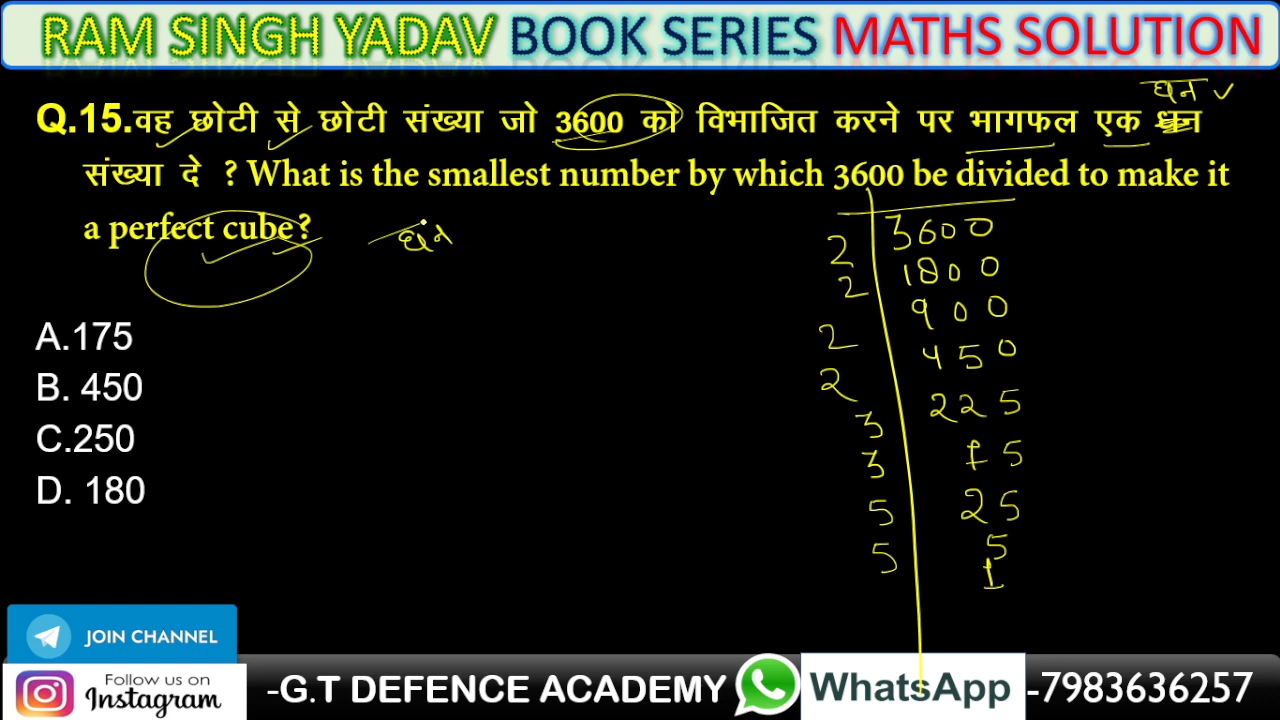 RAM SINGH YADAV BOOK SERIES MATHS SOLUTION
घन
Q.15.वह छोटी से छोटी संख्या जो 3600 को विभाजित करने पर भागफल एक धन
संख्या दे ? What is the smallest number by which 3600 be divided to make it
a perfect cube?
घन
A.175
B. 450
C.250
D. 180
2 3600
2 1800
2 900
2 450
3 225
3 15
5 25
5 5
1
JOIN CHANNEL
Follow us on
Instagram
-G.T DEFENCE ACADEMY WhatsApp -7983636257